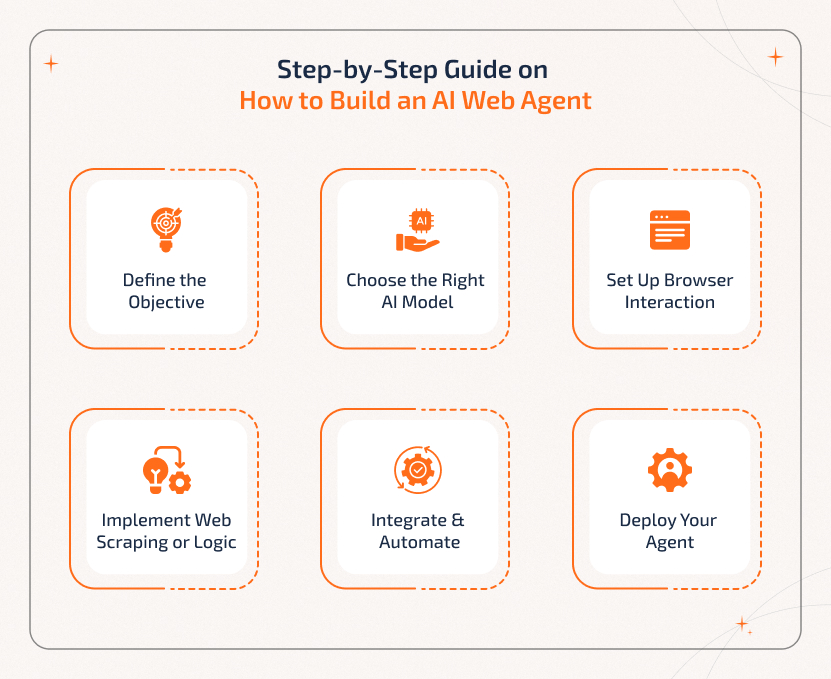 Step-by-Step Guide on
How to Build an AI Web Agent
AI
Define the
Objective
Choose the Right
AI Model
Set Up Browser
Interaction
Implement Web
Scraping or Logic
Integrate &
Automate
Deploy Your
Agent